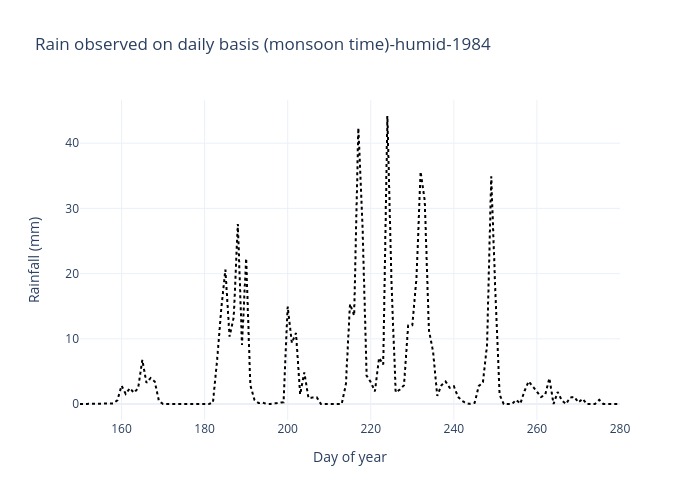 Rain observed on daily basis (monsoon time)-humid-1984
40
30
20
10
0
Rainfall (mm)
160 180 200 220 240 260 280
Day of year